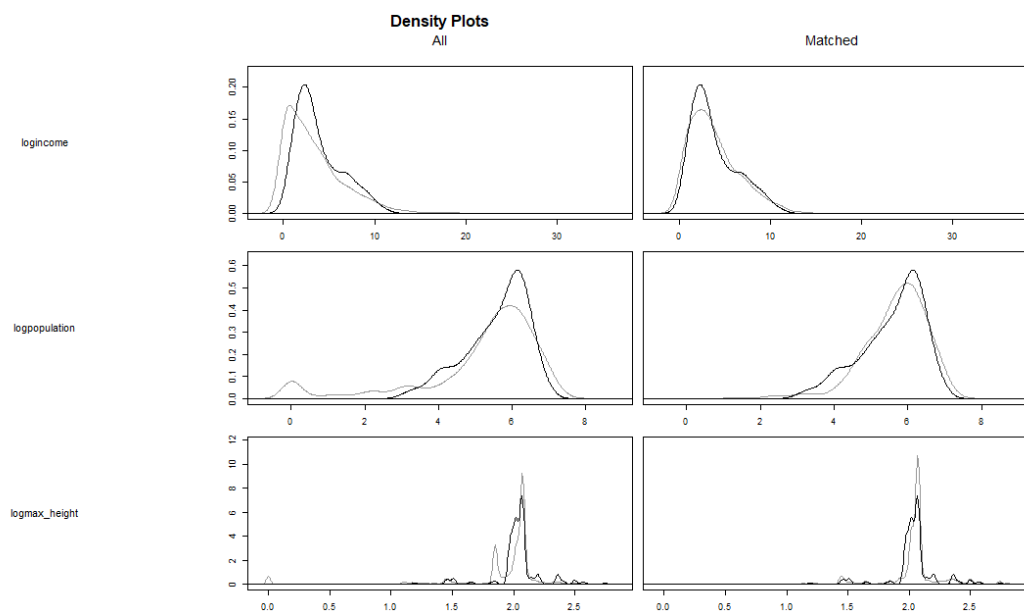 Density Plots
All
Matched
logincome
0.00 0.05 0.10 0.15 0.20
0 10 20 30
0 10 20 30
logpopulation
0.0 0.1 0.2 0.3 0.4 0.5 0.6
0 2 4 6 8
0 2 4 6 8
logmax_height
0 2 4 6 8 10 12
0.0 0.5 1.0 1.5 2.0 2.5
0.0 0.5 1.0 1.5 2.0 2.5